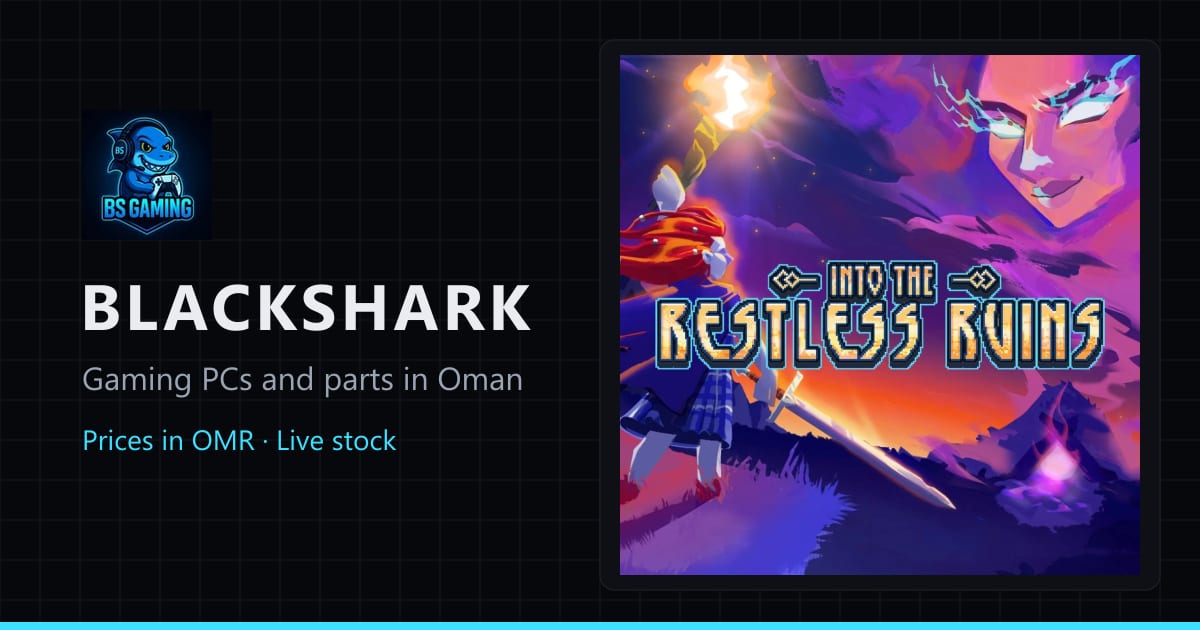 BS
BS GAMING
BLACKSHARK
Gaming PCs and parts in Oman
Prices in OMR · Live stock
INTO THE
RESTLESS RUINS